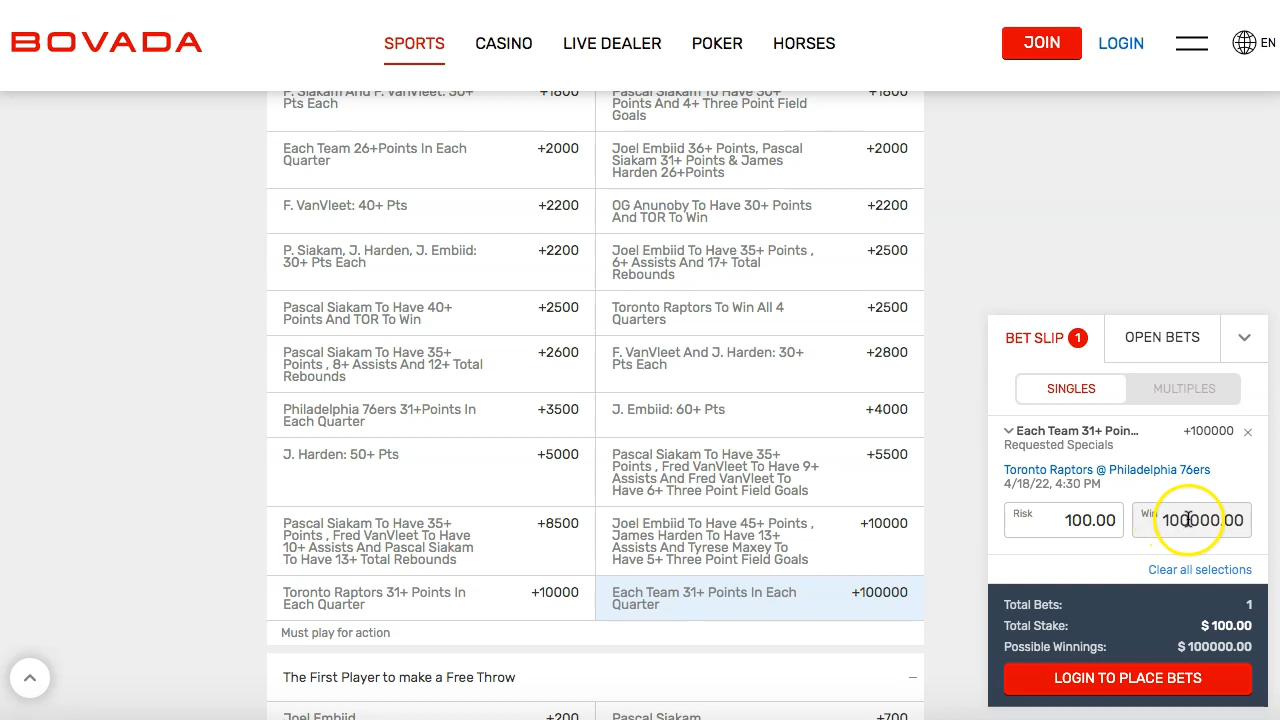 BOVADA
SPORTS
CASINO
LIVE DEALER
POKER
HORSES
JOIN
LOGIN
EN
P. Siakam And F. VanVleet: 30+
Pts Each
+1800
Pascal Siakam To Have 30+
Points And 4+ Three Point Field
Goals
+1800
Each Team 26+Points In Each
Quarter
+2000
Joel Embiid 36+ Points, Pascal
Siakam 31+ Points & James
Harden 26+Points
+2000
F. VanVleet: 40+ Pts
+2200
OG Anunoby To Have 30+ Points
And TOR To Win
+2200
P. Siakam, J. Harden, J. Embiid:
30+ Pts Each
+2200
Joel Embiid To Have 35+ Points ,
6+ Assists And 17+ Total
Rebounds
+2500
Pascal Siakam To Have 40+
Points And TOR To Win
+2500
Toronto Raptors To Win All 4
Quarters
+2500
Pascal Siakam To Have 35+
Points , 8+ Assists And 12+ Total
Rebounds
+2600
F. VanVleet And J. Harden: 30+
Pts Each
+2800
Philadelphia 76ers 31+Points In
Each Quarter
+3500
J. Embiid: 60+ Pts
+4000
J. Harden: 50+ Pts
+5000
Pascal Siakam To Have 35+
Points , Fred VanVleet To Have 9+
Assists And Fred VanVleet To
Have 6+ Three Point Field Goals
+5500
Pascal Siakam To Have 35+
Points , Fred VanVleet To Have
10+ Assists And Pascal Siakam
To Have 13+ Total Rebounds
+8500
Joel Embiid To Have 45+ Points ,
James Harden To Have 13+
Assists And Tyrese Maxey To
Have 5+ Three Point Field Goals
+10000
Toronto Raptors 31+ Points In
Each Quarter
+10000
Each Team 31+ Points In Each
Quarter
+100000
Must play for action
The First Player to make a Free Throw
Joel Embiid
+200
Pascal Siakam
+700
BET SLIP 1
OPEN BETS
SINGLES
MULTIPLES
Each Team 31+ Poin...
+100000
Requested Specials
Toronto Raptors @ Philadelphia 76ers
4/18/22, 4:30 PM
Risk
100.00
Win
100000.00
Clear all selections
Total Bets:
1
Total Stake:
$ 100.00
Possible Winnings:
$ 100000.00
LOGIN TO PLACE BETS